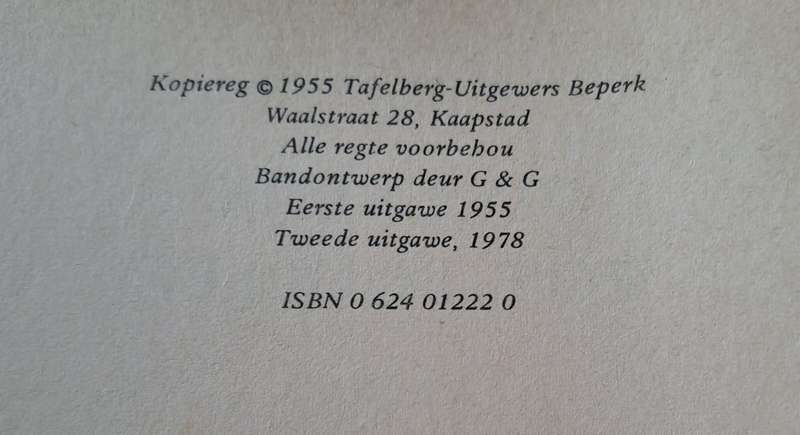 Kopiereg © 1955 Tafelberg-Uitgewers Beperk
Waalstraat 28, Kaapstad
Alle regte voorbehou
Bandontwerp deur G & G
Eerste uitgawe 1955
Tweede uitgawe, 1978
ISBN 0 624 01222 0